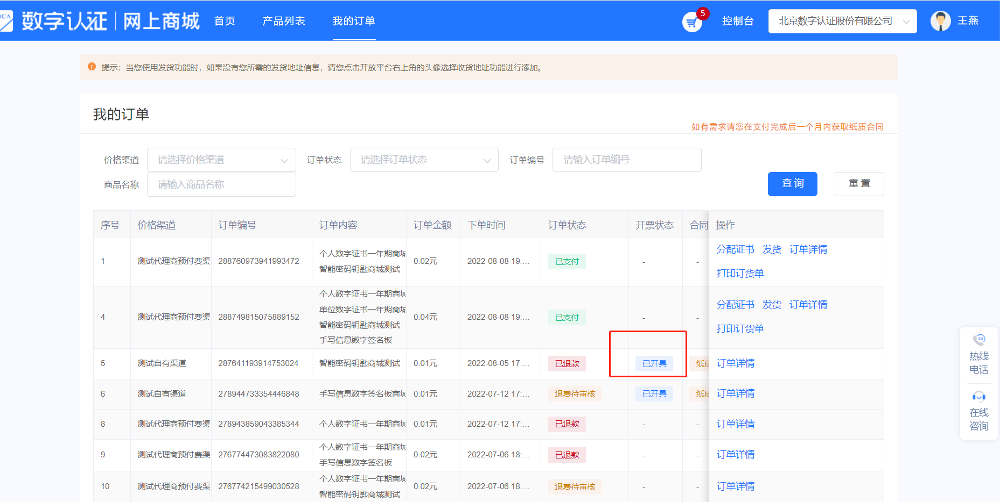 ICA 数字认证 网上商城 首页 产品列表 我的订单 5 控制台 北京数字认证股份有限公司 王燕
提示：当您使用发货功能时，如果没有您所需的发货地址信息，请您点击开放平台右上角的头像选择收货地址功能进行添加。
我的订单
如有需求请您在支付完成后一个月内获取纸质合同
价格渠道 请选择价格渠道 订单状态 请选择订单状态 订单编号 请输入订单编号
商品名称 请输入商品名称 查 询 重 置
序号 价格渠道 订单编号 订单内容 订单金额 下单时间 订单状态 开票状态 合同 操作
1 测试代理商预付费渠 288760973941993472 个人数字证书一年期商城 0.02元 2022-08-08 19:... 已支付 - - 分配证书 发货 订单详情
智能密码钥匙商城测试 打印订货单
4 测试代理商预付费渠 288749815075889152 个人数字证书一年期商城 0.04元 2022-08-08 19:... 已支付 - - 分配证书 发货 订单详情
单位数字证书一年期商城 打印订货单
智能密码钥匙商城测试
手写信息数字签名板
5 测试自有渠道 287641193914753024 智能密码钥匙商城测试 0.01元 2022-08-05 17:... 已退款 已开具 纸质 订单详情
6 测试自有渠道 278944733354446848 手写信息数字签名板商城 0.01元 2022-07-12 17:... 退费待审核 已开具 纸质 订单详情
8 测试代理商预付费渠 278943859043385344 个人数字证书一年期商城 0.01元 2022-07-12 17:... 已退款 - - 订单详情
9 测试代理商预付费渠 276774473083822080 个人数字证书一年期商城 0.02元 2022-07-06 18:... 已退款 - - 订单详情
手写信息数字签名板
10 测试代理商预付费渠 276774215499030528 个人数字证书一年期商城 0.02元 2022-07-06 18:... 退费待审核 - - 订单详情
智能密码钥匙商城测试
24
热线
电话
在线
咨询